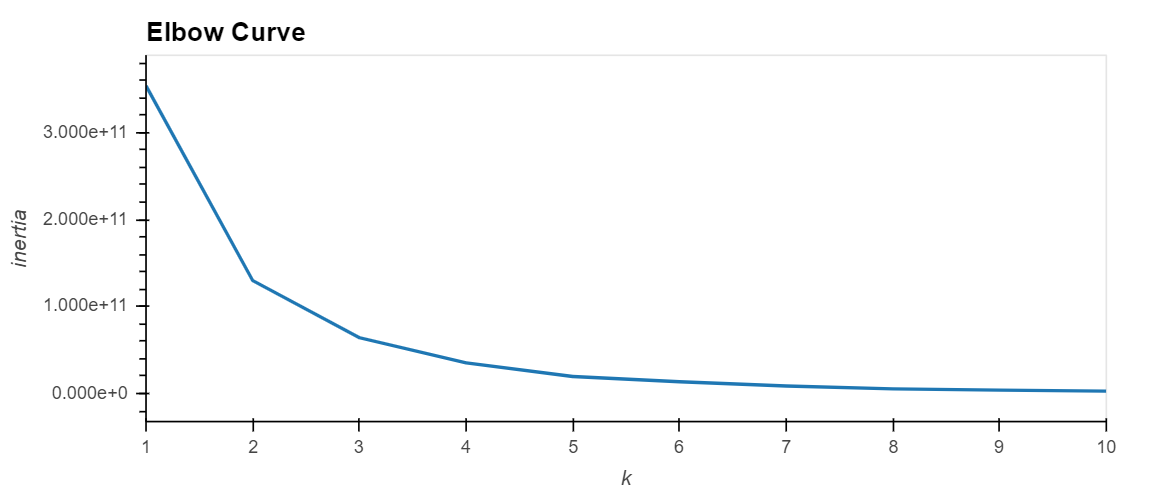 Elbow Curve
inertia
3.000e+11
2.000e+11
1.000e+11
0.000e+0
1 2 3 4 5 6 7 8 9 10
k